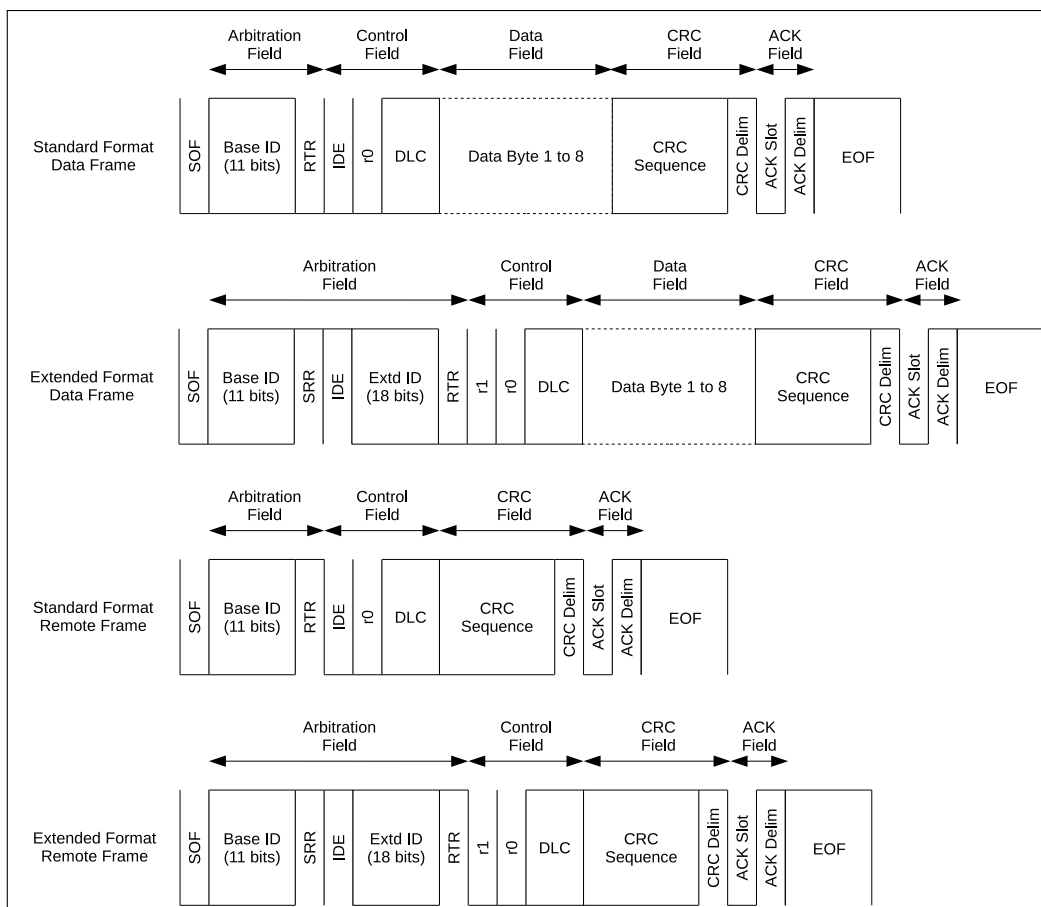 Arbitration Field
Control Field
Data Field
CRC Field
ACK Field
Standard Format
Data Frame
SOF
Base ID
(11 bits)
RTR
IDE
r0
DLC
Data Byte 1 to 8
CRC
Sequence
CRC Delim
ACK Slot
ACK Delim
EOF
Arbitration
Field
Control
Field
Data
Field
CRC
Field
ACK
Field
Extended Format
Data Frame
SOF
Base ID
(11 bits)
SRR
IDE
Extd ID
(18 bits)
RTR
r1
r0
DLC
Data Byte 1 to 8
CRC
Sequence
CRC Delim
ACK Slot
ACK Delim
EOF
Arbitration
Field
Control
Field
CRC
Field
ACK
Field
Standard Format
Remote Frame
SOF
Base ID
(11 bits)
RTR
IDE
r0
DLC
CRC
Sequence
CRC Delim
ACK Slot
ACK Delim
EOF
Arbitration
Field
Control
Field
CRC
Field
ACK
Field
Extended Format
Remote Frame
SOF
Base ID
(11 bits)
SRR
IDE
Extd ID
(18 bits)
RTR
r1
r0
DLC
CRC
Sequence
CRC Delim
ACK Slot
ACK Delim
EOF